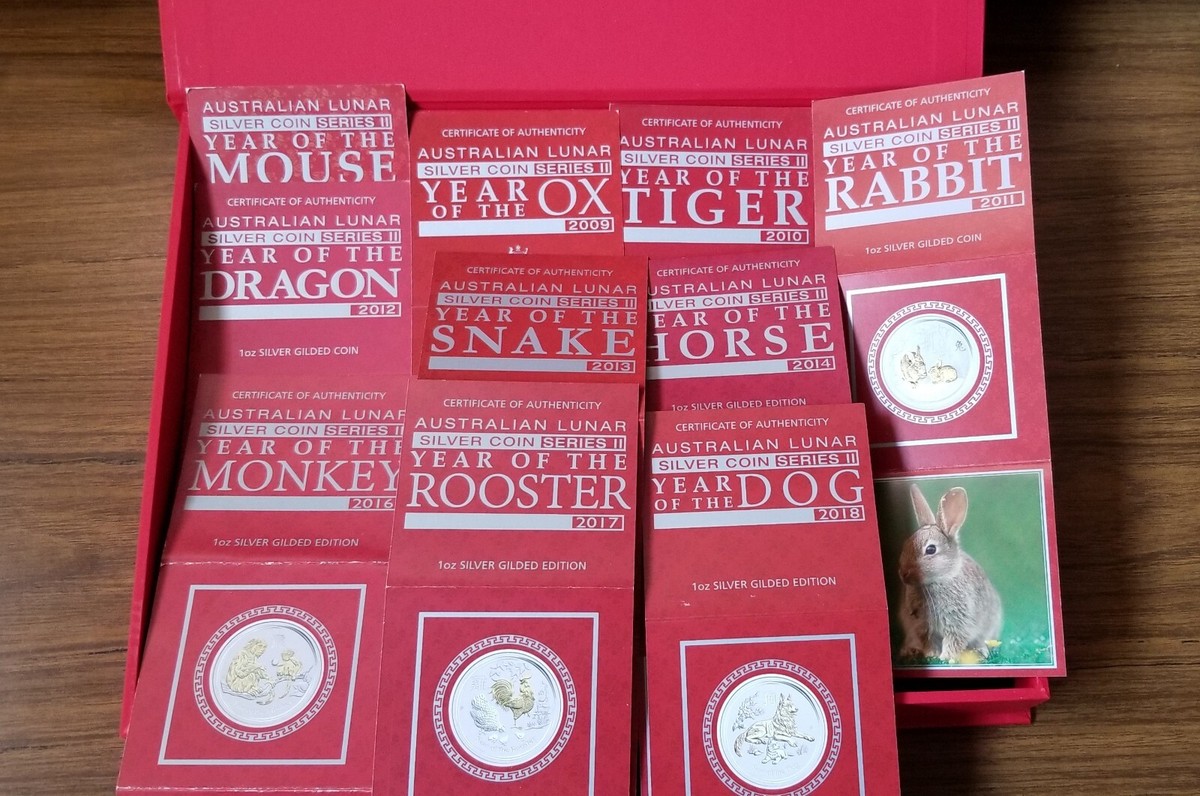 AUSTRALIAN LUNAR
SILVER COIN SERIES II
YEAR OF THE
MOUSE
CERTIFICATE OF AUTHENTICITY
AUSTRALIAN LUNAR
SILVER COIN SERIES II
YEAR OF THE OX
2009
CERTIFICATE OF AUTHENTICITY
AUSTRALIAN LUNAR
SILVER COIN SERIES II
YEAR OF THE
TIGER
2010
CERTIFICATE OF AUTHENTICITY
AUSTRALIAN LUNAR
SILVER COIN SERIES II
YEAR OF THE
RABBIT
2011
1oz SILVER GILDED COIN
CERTIFICATE OF AUTHENTICITY
AUSTRALIAN LUNAR
SILVER COIN SERIES II
YEAR OF THE
DRAGON
2012
1oz SILVER GILDED COIN
CERTIFICATE OF AUTHENTICITY
AUSTRALIAN LUNAR
SILVER COIN SERIES II
YEAR OF THE
SNAKE
2013
CERTIFICATE OF AUTHENTICITY
AUSTRALIAN LUNAR
SILVER COIN SERIES II
YEAR OF THE
HORSE
2014
1oz SILVER GILDED EDITION
CERTIFICATE OF AUTHENTICITY
AUSTRALIAN LUNAR
SILVER COIN SERIES II
YEAR OF THE
MONKEY
2016
1oz SILVER GILDED EDITION
CERTIFICATE OF AUTHENTICITY
AUSTRALIAN LUNAR
SILVER COIN SERIES II
YEAR OF THE
ROOSTER
2017
1oz SILVER GILDED EDITION
CERTIFICATE OF AUTHENTICITY
AUSTRALIAN LUNAR
SILVER COIN SERIES II
YEAR OF THE DOG
2018
1oz SILVER GILDED EDITION